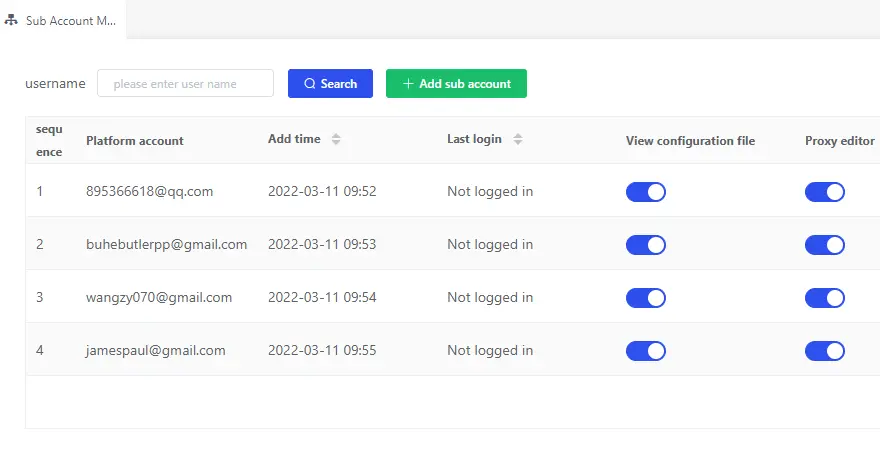 Sub Account M...
username please enter user name Search + Add sub account
sequ
ence Platform account Add time Last login View configuration file Proxy editor
1 895366618@qq.com 2022-03-11 09:52 Not logged in
2 buhebutlerpp@gmail.com 2022-03-11 09:53 Not logged in
3 wangzy070@gmail.com 2022-03-11 09:54 Not logged in
4 jamespaul@gmail.com 2022-03-11 09:55 Not logged in